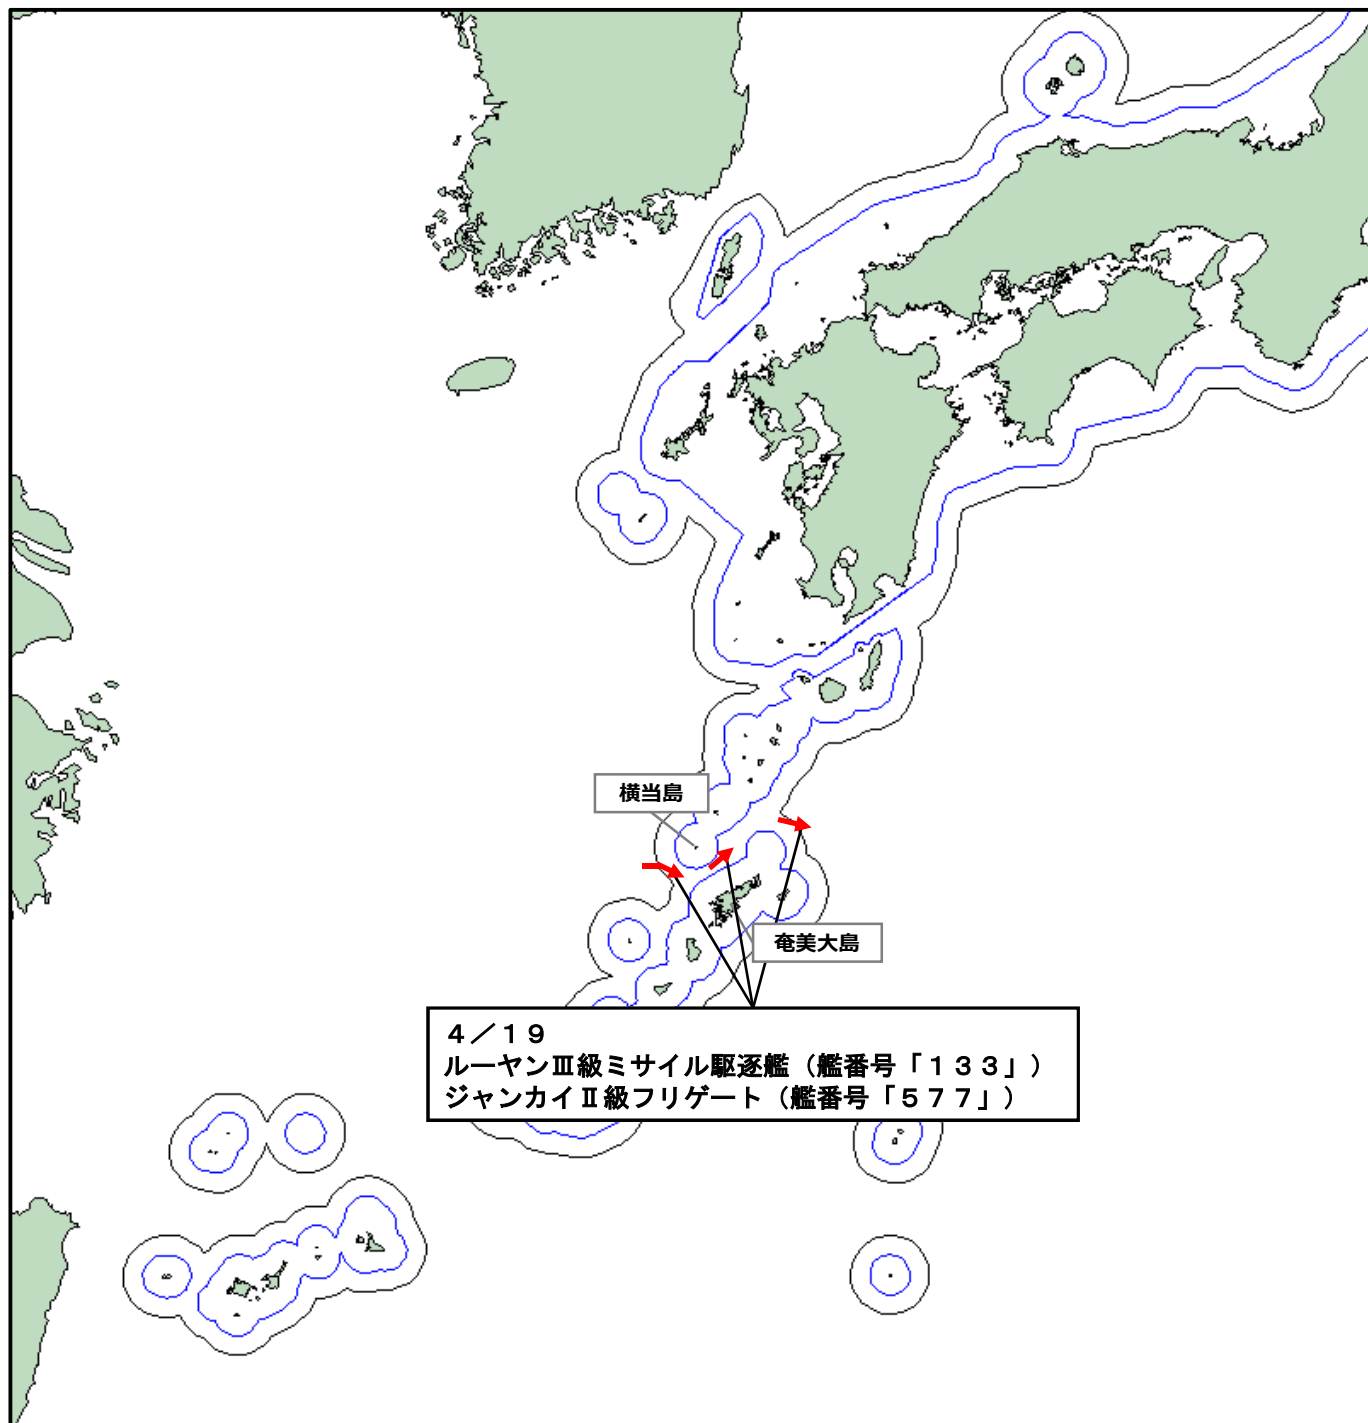 横当島
奄美大島
４／１９
ルーヤンⅢ級ミサイル駆逐艦（艦番号「１３３」）
ジャンカイⅡ級フリゲート（艦番号「５７７」）